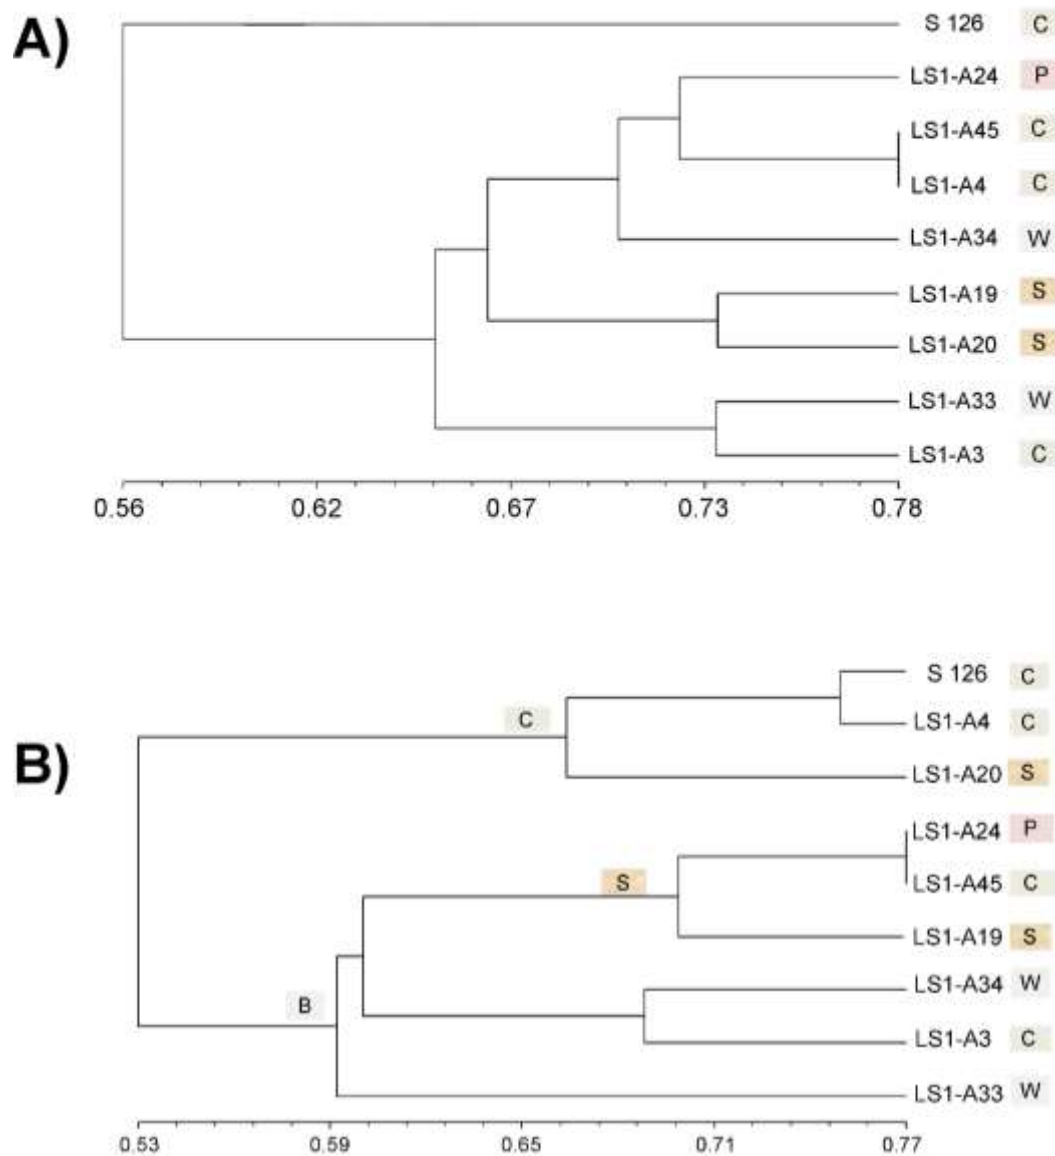 A)
S 126 C
LS1-A24 P
LS1-A45 C
LS1-A4 C
LS1-A34 W
LS1-A19 S
LS1-A20 S
LS1-A33 W
LS1-A3 C
0.56 0.62 0.67 0.73 0.78
B)
S 126 C
C
LS1-A4 C
LS1-A20 S
LS1-A24 P
S
LS1-A45 C
LS1-A19 S
LS1-A34 W
B
LS1-A3 C
LS1-A33 W
0.53 0.59 0.65 0.71 0.77